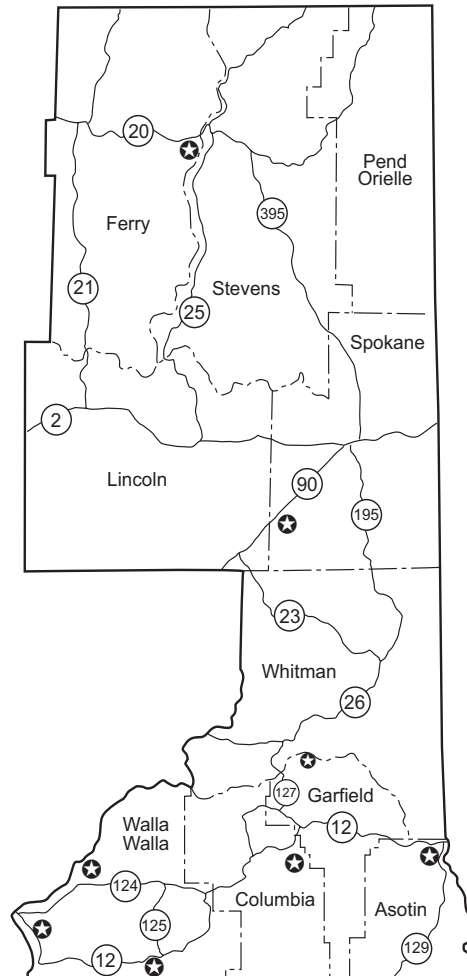 20
Pend
Orielle
Ferry
395
21
Stevens
25
Spokane
2
Lincoln
90
195
23
Whitman
26
127
Garfield
Walla
Walla
12
124
Columbia
Asotin
125
12
129